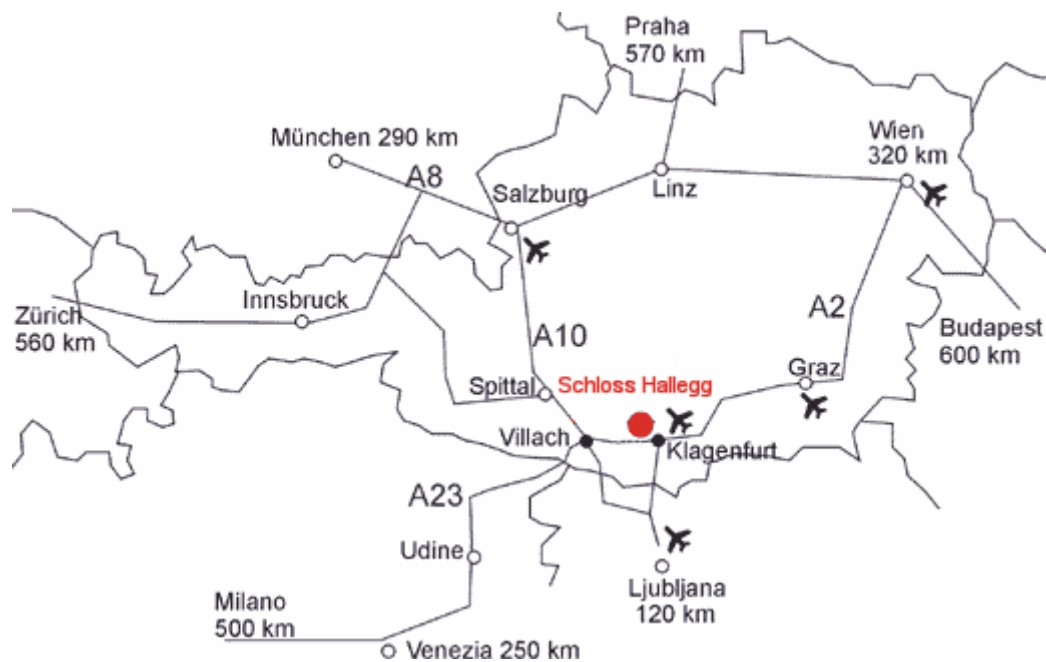 Praha
570 km
München 290 km
Wien
320 km
A8
Salzburg
Linz
Innsbruck
Zürich
560 km
A10
A2
Budapest
600 km
Graz
Spittal
Schloss Hallegg
Villach
Klagenfurt
A23
Udine
Ljubljana
120 km
Milano
500 km
Venezia 250 km